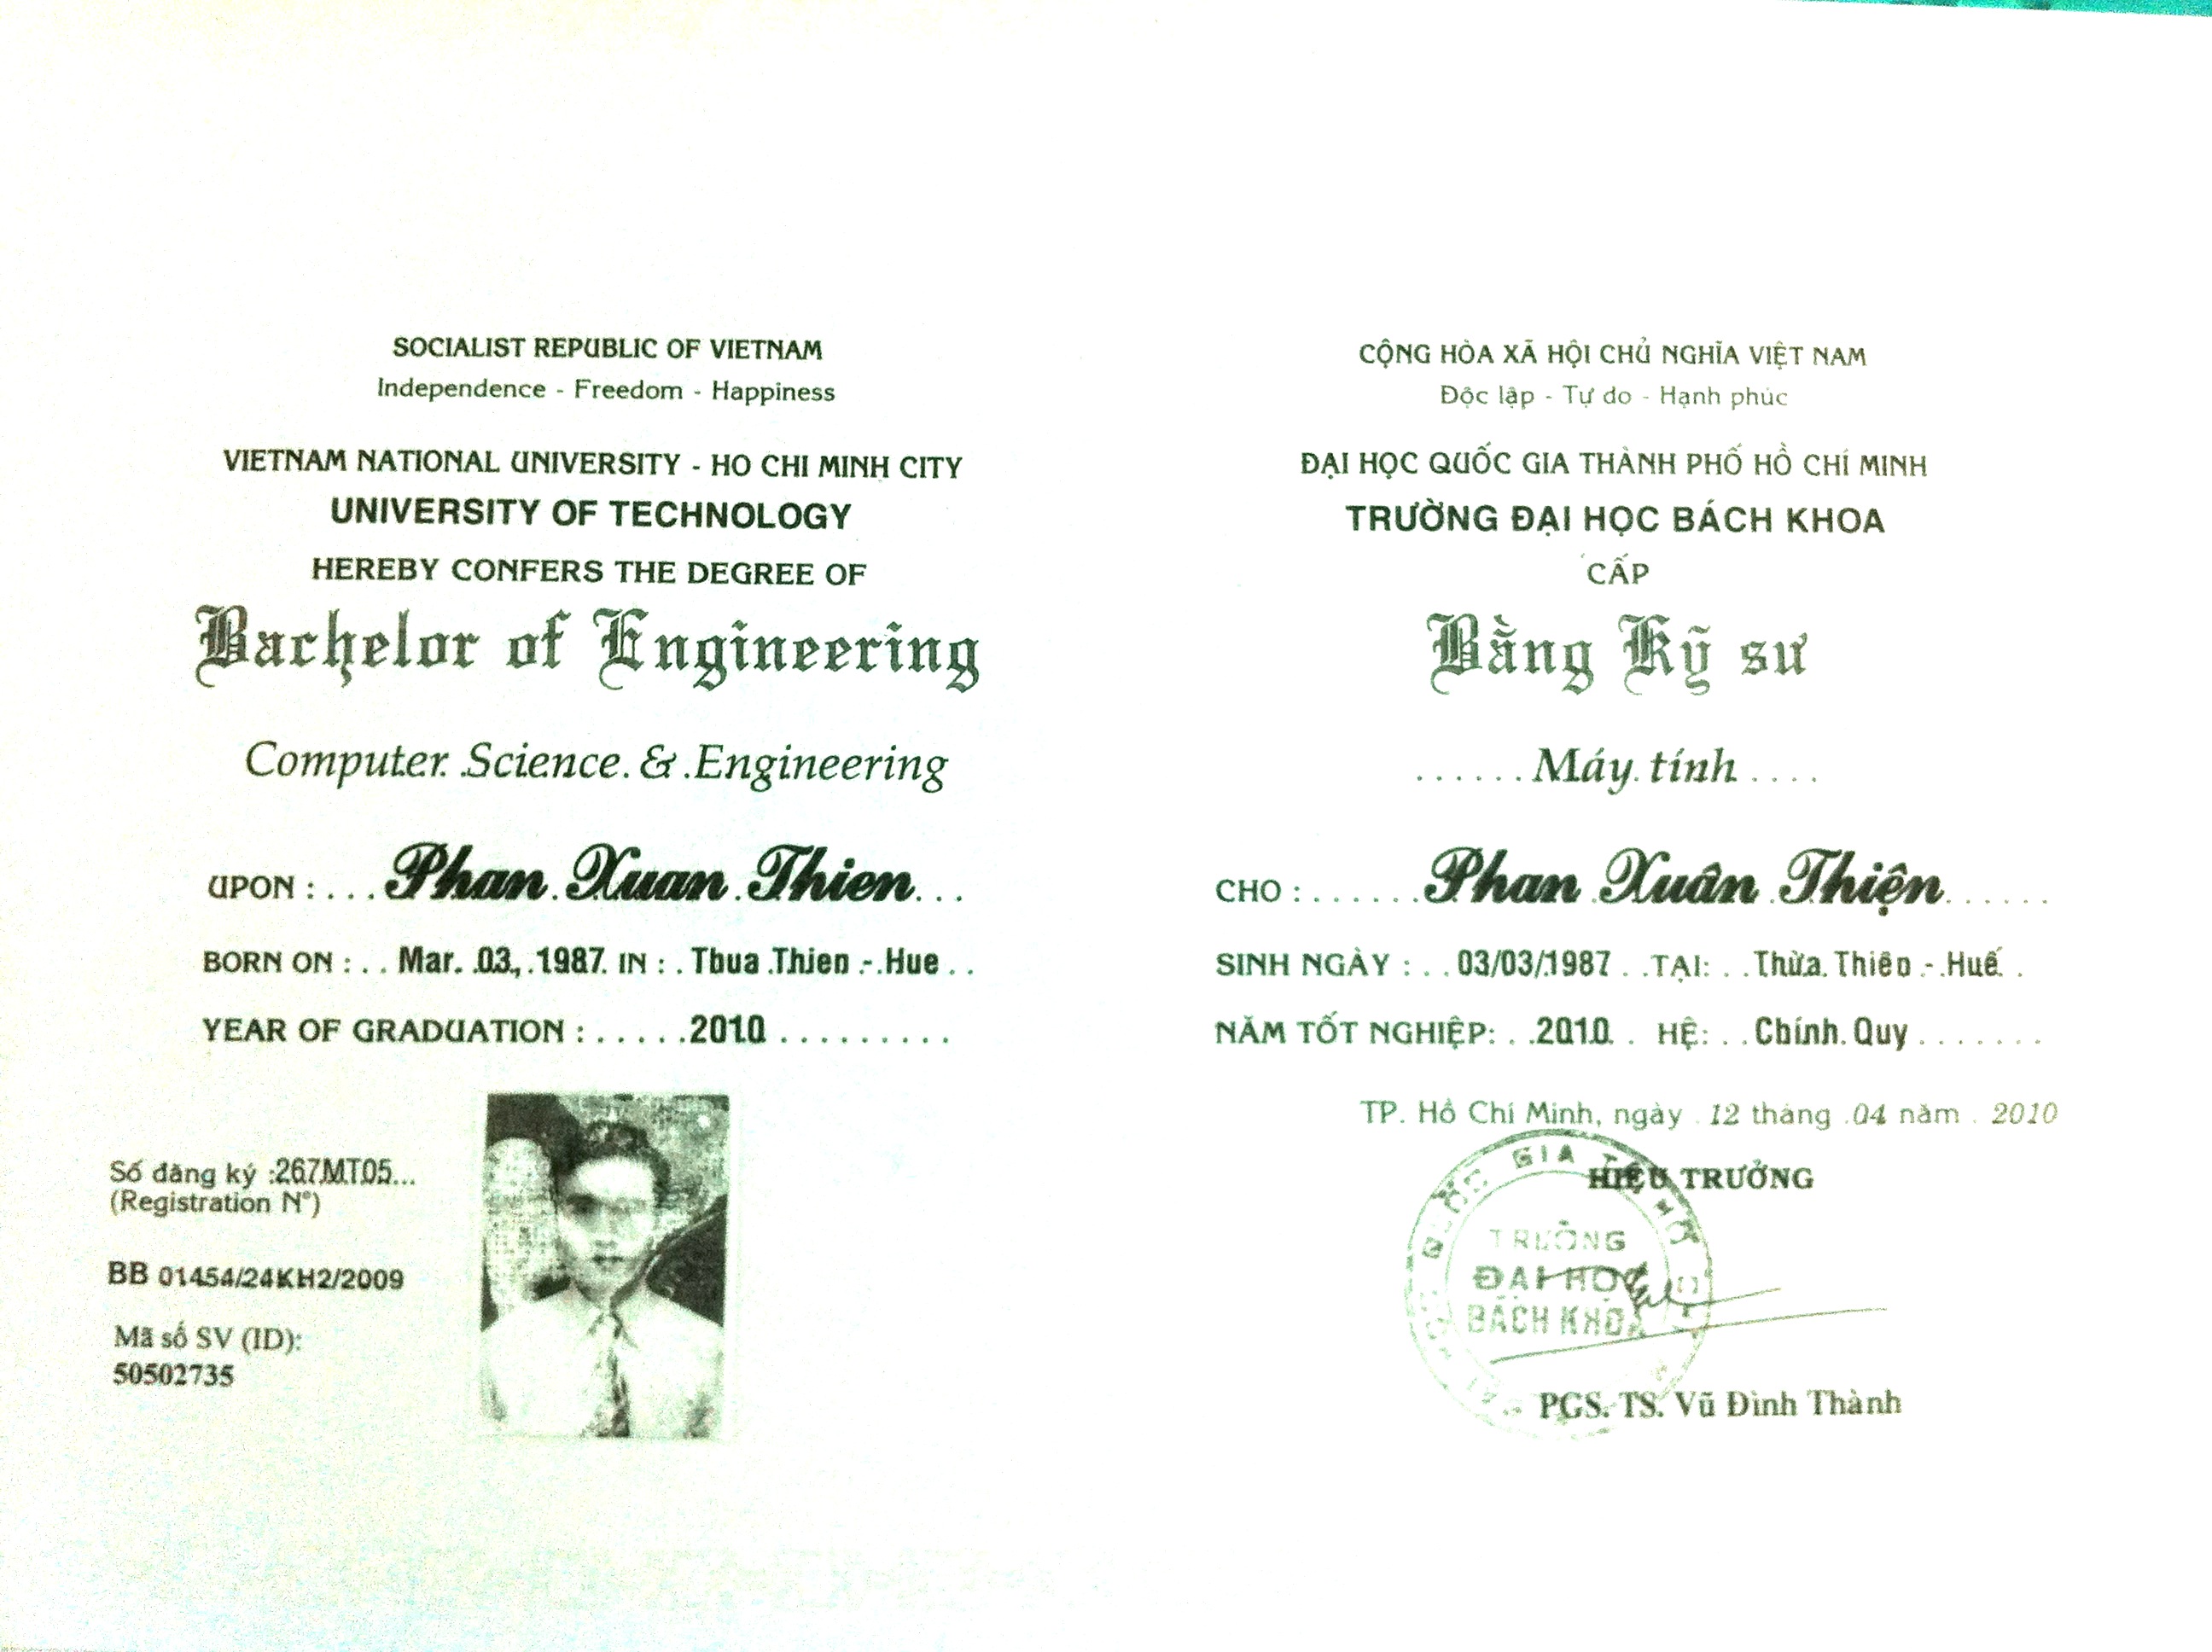 SOCIALIST REPUBLIC OF VIETNAM
Independence - Freedom - Happiness
VIETNAM NATIONAL UNIVERSITY - HO CHI MINH CITY
UNIVERSITY OF TECHNOLOGY
HEREBY CONFERS THE DEGREE OF
Bachelor of Engineering
Computer Science & Engineering
UPON : Phan Xuan Thien
BORN ON : Mar. 03, 1987 IN : Thua Thien - Hue
YEAR OF GRADUATION : 2010
Số đăng ký : 267MT05
(Registration N°)
BB 01454/24KH2/2009
Mã số SV (ID):
50502735
CỘNG HÒA XÃ HỘI CHỦ NGHĨA VIỆT NAM
Độc lập - Tự do - Hạnh phúc
ĐẠI HỌC QUỐC GIA THÀNH PHỐ HỒ CHÍ MINH
TRƯỜNG ĐẠI HỌC BÁCH KHOA
CẤP
Bằng Kỹ sư
Máy tính
CHO : Phan Xuân Thiện
SINH NGÀY : 03/03/1987 TẠI: Thừa Thiên - Huế
NĂM TỐT NGHIỆP: 2010 HỆ: Chính Quy
TP. Hồ Chí Minh, ngày 12 tháng 04 năm 2010
HIỆU TRƯỞNG
QUỐC GIA
TRƯỜNG
ĐẠI HỌC
BÁCH KHOA
PGS. TS. Vũ Đình Thành